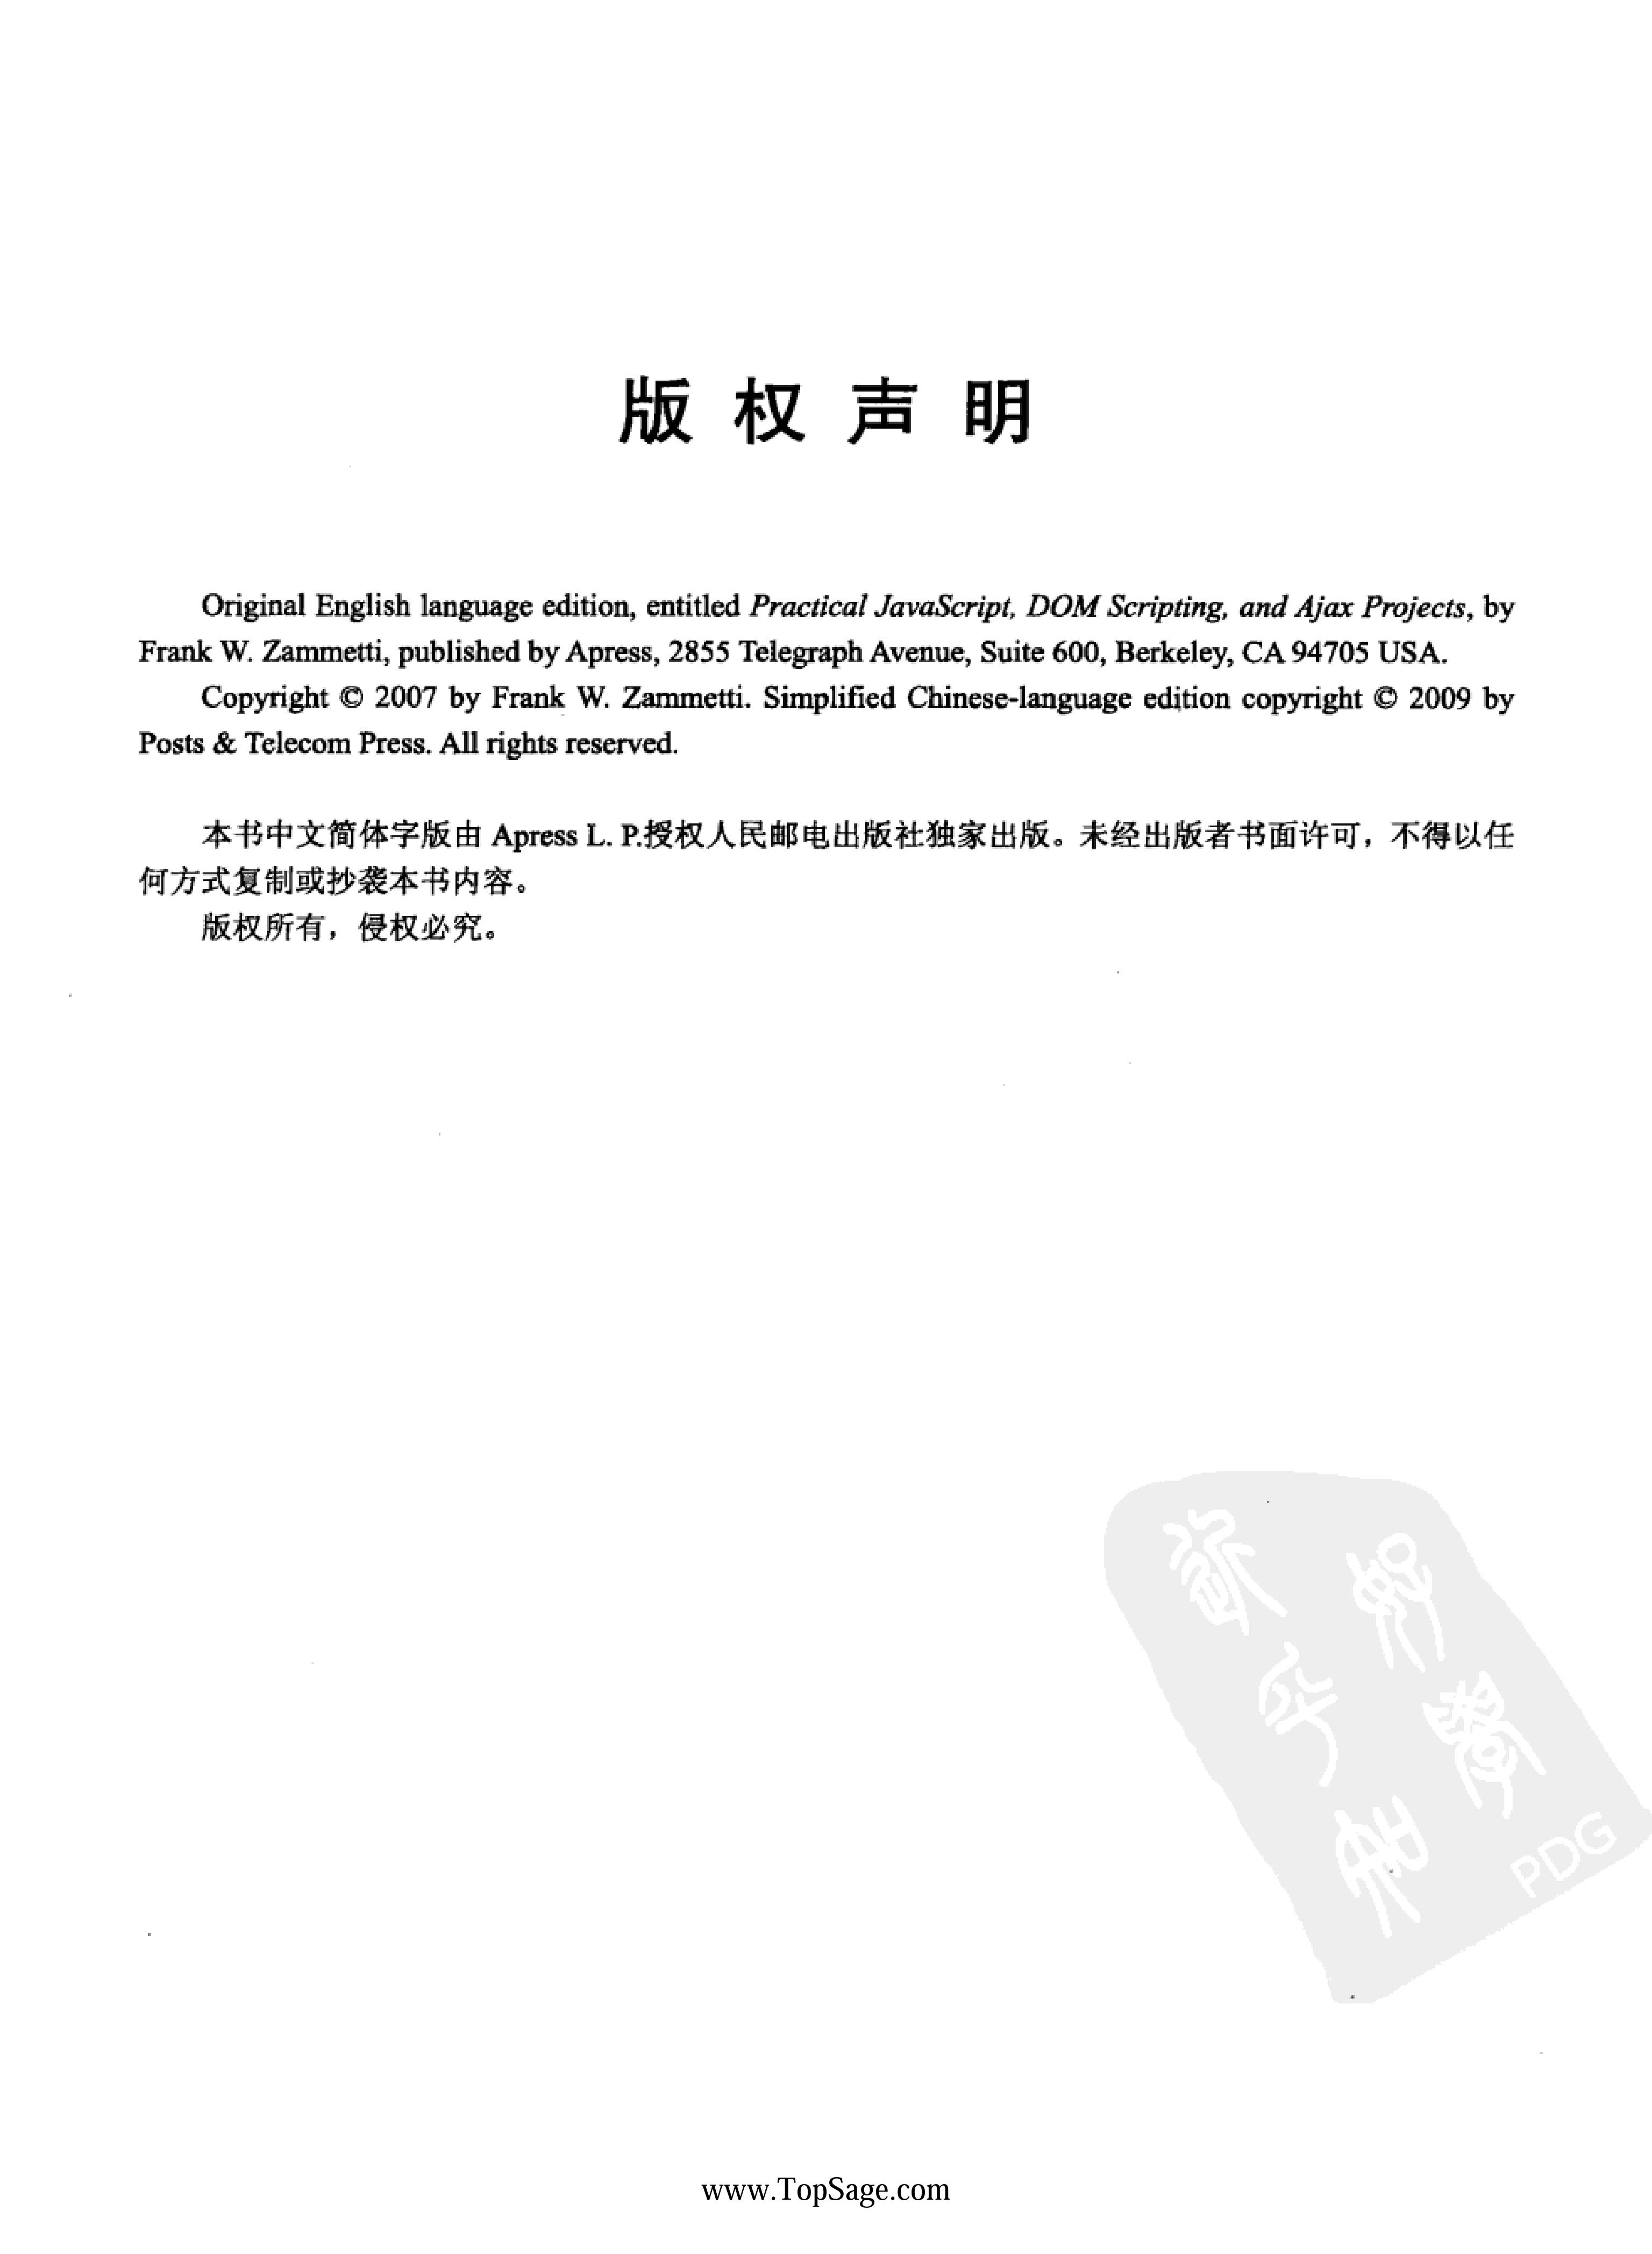 版权声明
Original English language edition, entitled Practical JavaScript, DOM Scripting, and Ajax Projects, by
Frank W. Zammetti, published by Apress, 2855 Telegraph Avenue, Suite 600, Berkeley, CA 94705 USA.
Copyright © 2007 by Frank W. Zammetti. Simplified Chinese-language edition copyright © 2009 by
Posts & Telecom Press. All rights reserved.
本书中文简体字版由 Apress L. P.授权人民邮电出版社独家出版。未经出版者书面许可，不得以任
何方式复制或抄袭本书内容。
版权所有，侵权必究。
PDG
www.TopSage.com